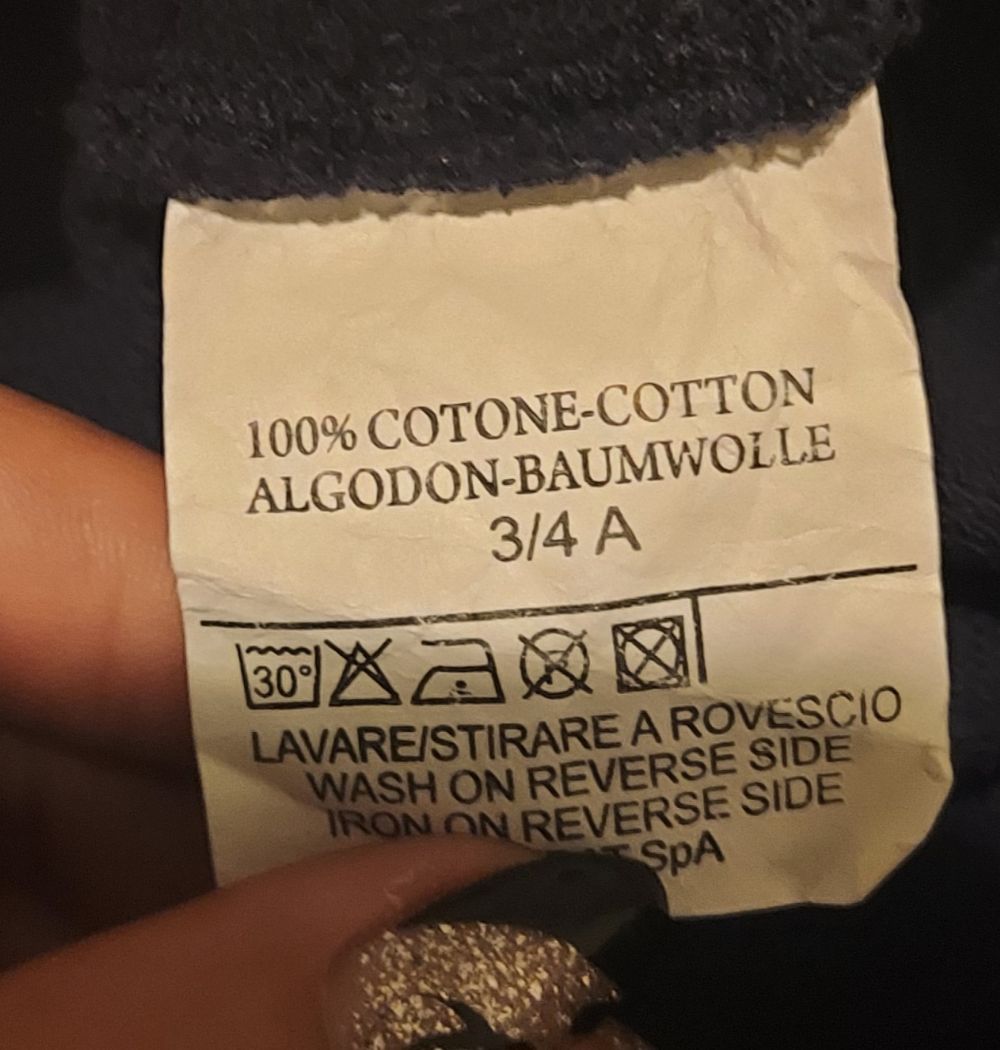 100% COTONE-COTTON
ALGODON-BAUMWOLLE
3/4 A
30°
LAVARE/STIRARE A ROVESCIO
WASH ON REVERSE SIDE
IRON ON REVERSE SIDE
SpA